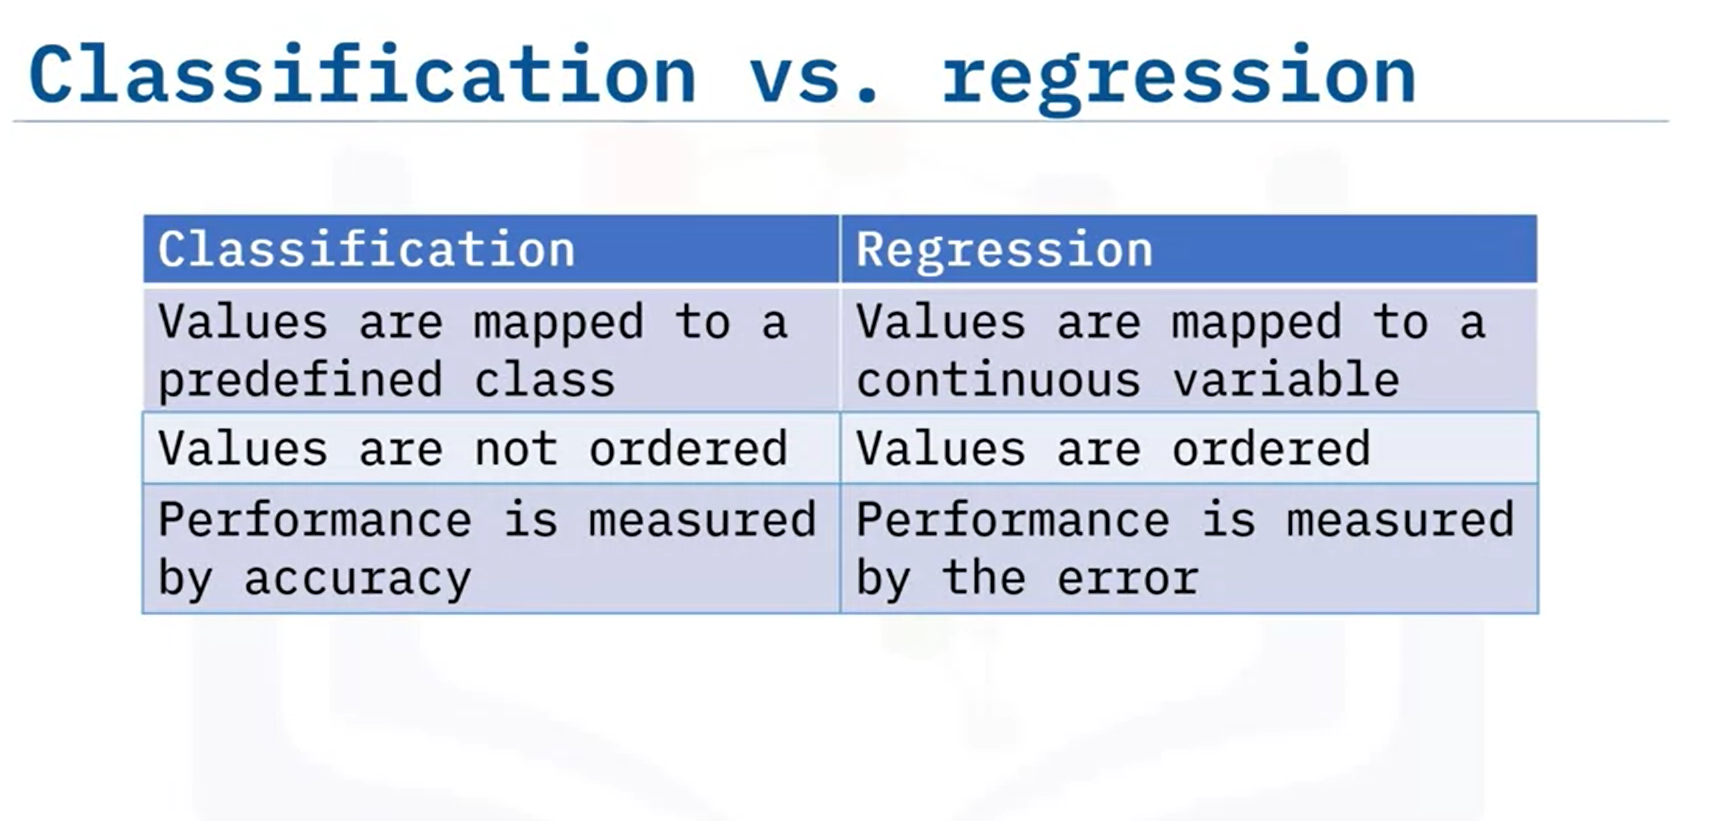 Classification vs. regression
Classification
Regression
Values are mapped to a
predefined class
Values are mapped to a
continuous variable
Values are not ordered
Values are ordered
Performance is measured
by accuracy
Performance is measured
by the error